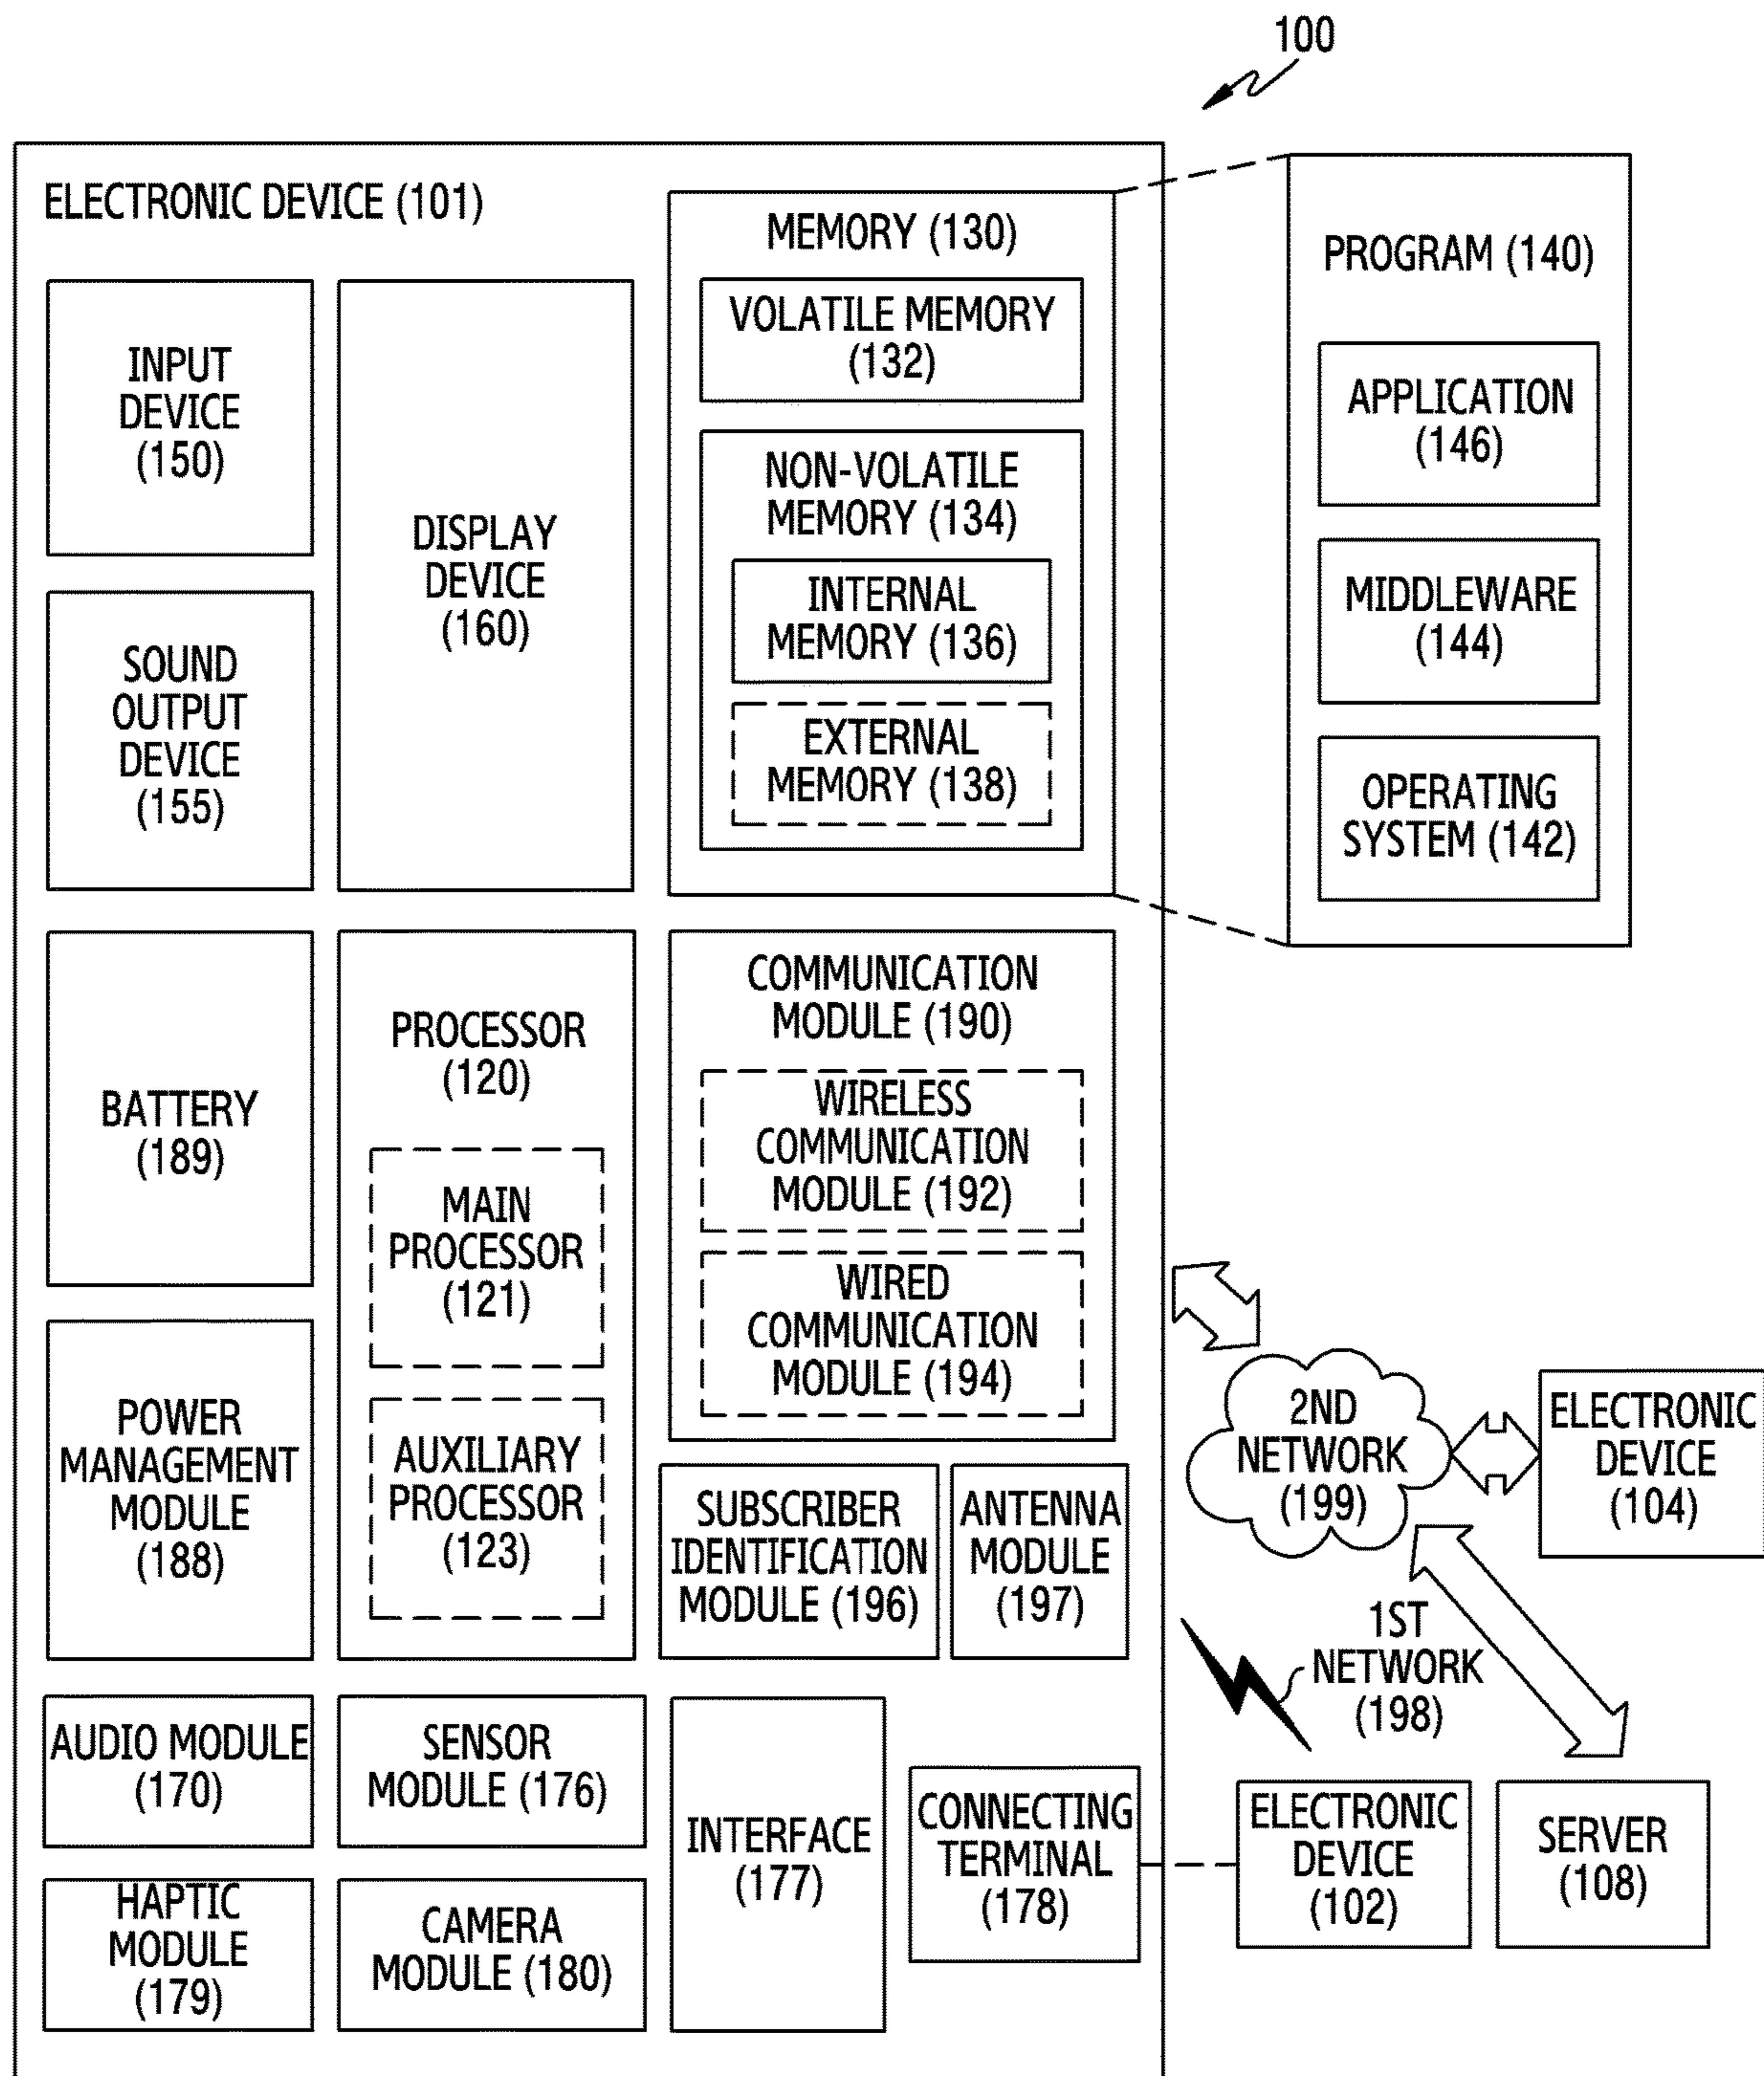 100
ELECTRONIC DEVICE (101)
INPUT
DEVICE
(150)
SOUND
OUTPUT
DEVICE
(155)
DISPLAY
DEVICE
(160)
MEMORY (130)
VOLATILE MEMORY
(132)
NON-VOLATILE
MEMORY (134)
INTERNAL
MEMORY (136)
EXTERNAL
MEMORY (138)
PROGRAM (140)
APPLICATION
(146)
MIDDLEWARE
(144)
OPERATING
SYSTEM (142)
BATTERY
(189)
POWER
MANAGEMENT
MODULE
(188)
PROCESSOR
(120)
MAIN
PROCESSOR
(121)
AUXILIARY
PROCESSOR
(123)
COMMUNICATION
MODULE (190)
WIRELESS
COMMUNICATION
MODULE (192)
WIRED
COMMUNICATION
MODULE (194)
SUBSCRIBER
IDENTIFICATION
MODULE (196)
ANTENNA
MODULE
(197)
2ND
NETWORK
(199)
ELECTRONIC
DEVICE
(104)
1ST
NETWORK
(198)
AUDIO MODULE
(170)
SENSOR
MODULE (176)
HAPTIC
MODULE
(179)
CAMERA
MODULE (180)
INTERFACE
(177)
CONNECTING
TERMINAL
(178)
ELECTRONIC
DEVICE
(102)
SERVER
(108)